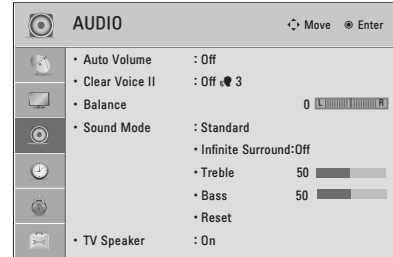 AUDIO Move Enter
• Auto Volume : Off
• Clear Voice II : Off 3
• Balance 0 L R
• Sound Mode : Standard
• Infinite Surround:Off
• Treble 50
• Bass 50
• Reset
• TV Speaker : On